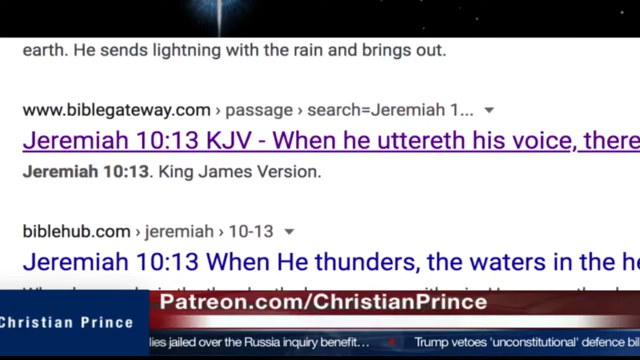 earth. He sends lightning with the rain and brings out.
www.biblegateway.com › passage › search=Jeremiah 1...
Jeremiah 10:13 KJV - When he uttereth his voice, there
Jeremiah 10:13. King James Version.
biblehub.com › jeremiah › 10-13
Jeremiah 10:13 When He thunders, the waters in the he
Patreon.com/ChristianPrince
Christian Prince
lies jailed over the Russia inquiry benefit… Trump vetoes 'unconstitutional' defence bil